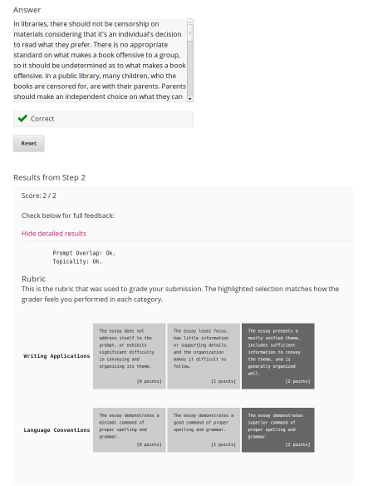 Answer
In libraries, there should not be censorship on
materials considering that it's an individual's decision
to read what they prefer. There is no appropriate
standard on what makes a book offensive to a group,
so it should be undetermined as to what makes a book
offensive. In a public library, many children, who the
books are censored for, are with their parents. Parents
should make an independent choice on what they can
Correct
Reset
Results from Step 2
Score: 2 / 2
Check below for full feedback:
Hide detailed results
Prompt Overlap: Ok.
Topicality: Ok.
Rubric
This is the rubric that was used to grade your submission. The highlighted selection matches how the
grader feels you performed in each category.
Writing Applications
The essay does not
address itself to the
prompt, or exhibits
significant difficulty
in conveying and
organizing its theme.
[0 points]
The essay loses focus,
has little information
or supporting details,
and the organization
makes it difficult to
follow.
[1 points]
The essay presents a
mostly unified theme,
includes sufficient
information to convey
the theme, and is
generally organized
well.
[2 points]
Language Conventions
The essay demonstrates a
minimal command of
proper spelling and
grammar.
[0 points]
The essay demonstrates a
good command of proper
spelling and grammar.
[1 points]
The essay demonstrates
superior command of
proper spelling and
grammar.
[2 points]